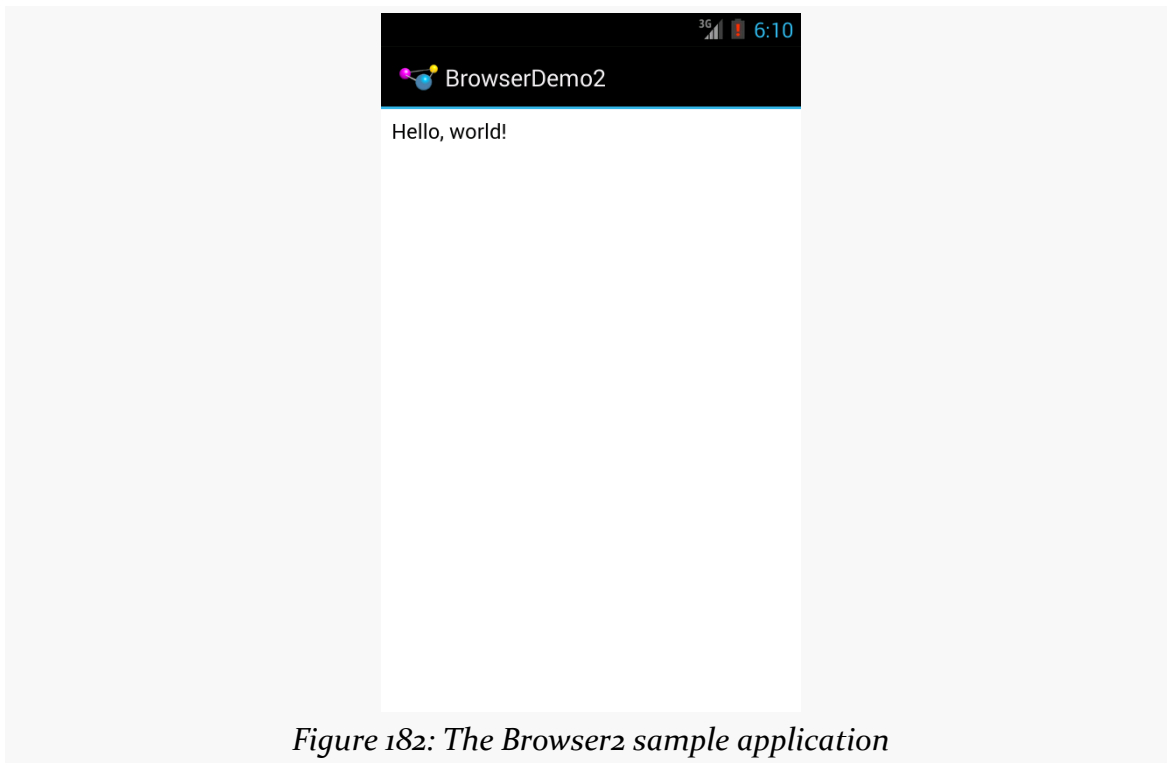 3G 6:10
BrowserDemo2
Hello, world!
Figure 182: The Browser2 sample application